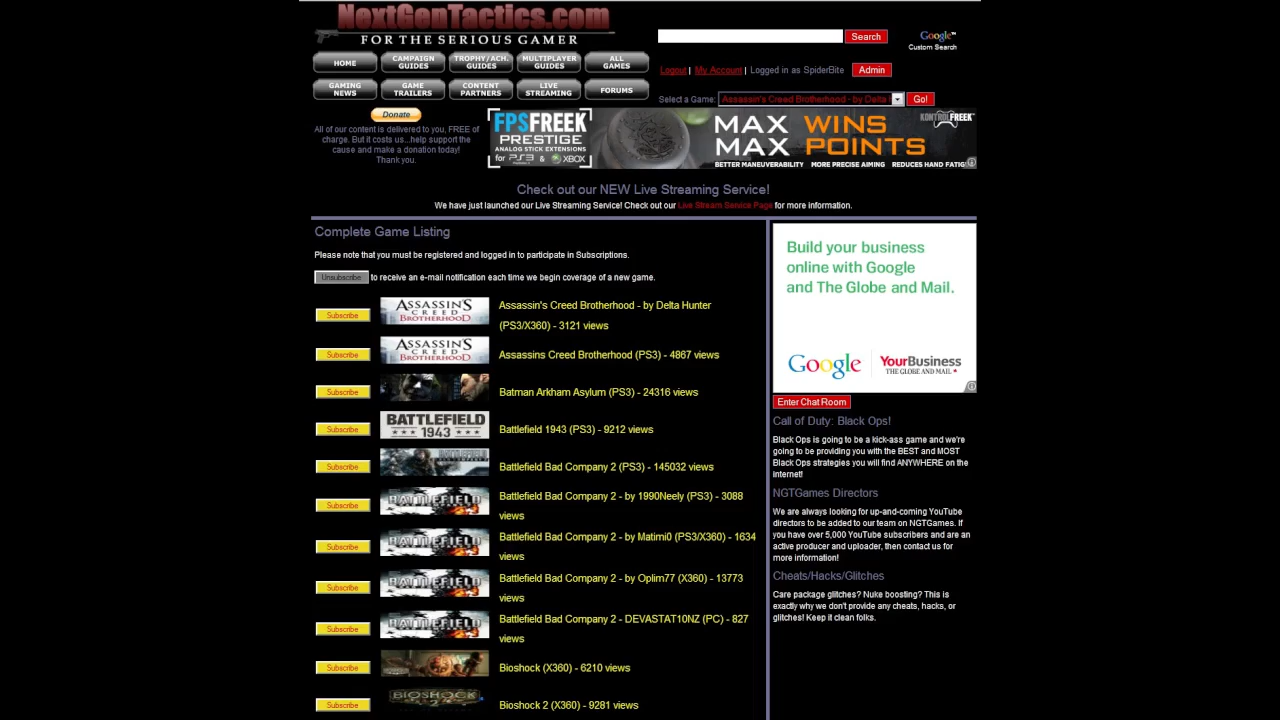 NextGenTactics.com
FOR THE SERIOUS GAMER
Search
Google™
Custom Search
HOME
CAMPAIGN
GUIDES
TROPHY/ACH.
GUIDES
MULTIPLAYER
GUIDES
ALL
GAMES
Logout | My Account | Logged in as SpiderBite
Admin
GAMING
NEWS
GAME
TRAILERS
CONTENT
PARTNERS
LIVE
STREAMING
FORUMS
Select a Game: Assassin's Creed Brotherhood - by Delta
Go!
Donate
All of our content is delivered to you, FREE of
charge. But it costs us...help support the
cause and make a donation today!
Thank you.
FPSFREEK
PRESTIGE
ANALOG STICK EXTENSIONS
for PS3 & XBOX
MAX WINS
MAX POINTS
BETTER MANEUVERABILITY MORE PRECISE AIMING REDUCES HAND FATIG
KONTROLFREEK
Check out our NEW Live Streaming Service!
We have just launched our Live Streaming Service! Check out our Live Stream Service Page for more information.
Complete Game Listing
Please note that you must be registered and logged in to participate in Subscriptions.
Unsubscribe to receive an e-mail notification each time we begin coverage of a new game.
Subscribe
ASSASSIN'S
CREED
BROTHERHOOD
Assassin's Creed Brotherhood - by Delta Hunter
(PS3/X360) - 3121 views
Subscribe
ASSASSIN'S
CREED
BROTHERHOOD
Assassins Creed Brotherhood (PS3) - 4867 views
Subscribe
Batman Arkham Asylum (PS3) - 24316 views
Subscribe
BATTLEFIELD
1943
Battlefield 1943 (PS3) - 9212 views
Subscribe
Battlefield Bad Company 2 (PS3) - 145032 views
Subscribe
BATTLEFIELD
Battlefield Bad Company 2 - by 1990Neely (PS3) - 3088
views
Subscribe
BATTLEFIELD
Battlefield Bad Company 2 - by Matimi0 (PS3/X360) - 1634
views
Subscribe
BATTLEFIELD
Battlefield Bad Company 2 - by Oplim77 (X360) - 13773
views
Subscribe
BATTLEFIELD
Battlefield Bad Company 2 - DEVASTAT10NZ (PC) - 827
views
Subscribe
Bioshock (X360) - 6210 views
Subscribe
BIOSHOCK
2
Bioshock 2 (X360) - 9281 views
Build your business
online with Google
and The Globe and Mail.
Google
YourBusiness
THE GLOBE AND MAIL
Enter Chat Room
Call of Duty: Black Ops!
Black Ops is going to be a kick-ass game and we're
going to be providing you with the BEST and MOST
Black Ops strategies you will find ANYWHERE on the
internet!
NGTGames Directors
We are always looking for up-and-coming YouTube
directors to be added to our team on NGTGames. If
you have over 5,000 YouTube subscribers and are an
active producer and uploader, then contact us for
more information!
Cheats/Hacks/Glitches
Care package glitches? Nuke boosting? This is
exactly why we don't provide any cheats, hacks, or
glitches! Keep it clean folks.